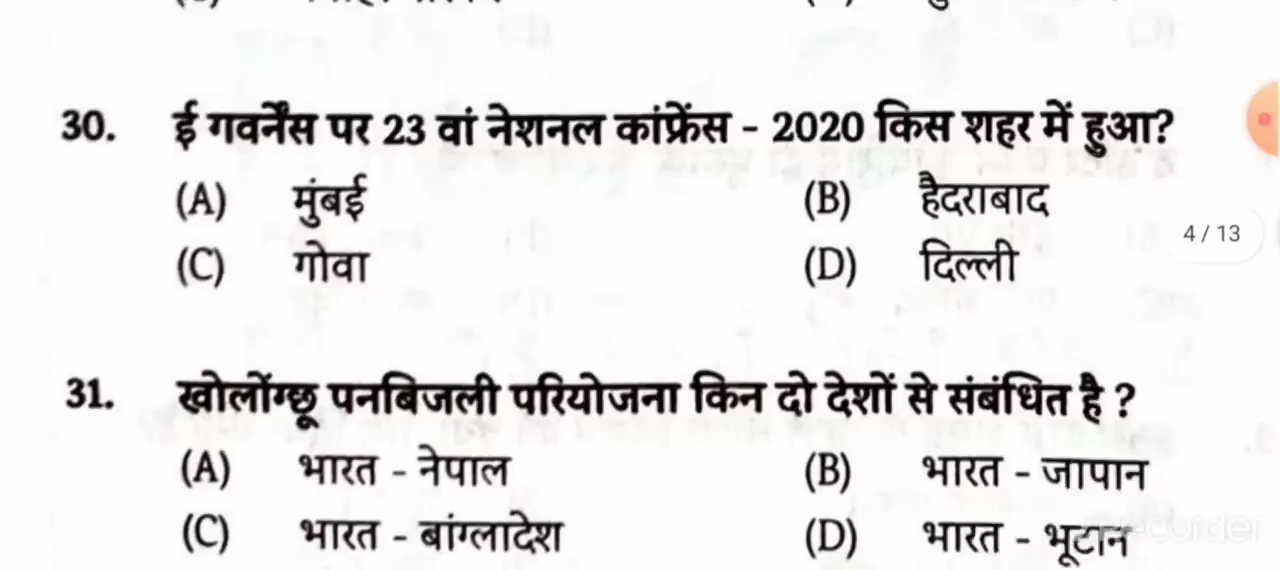 30. ई गवर्नेंस पर 23 वां नेशनल कांफ्रेंस - 2020 किस शहर में हुआ?
(A) मुंबई (B) हैदराबाद
4 / 13
(C) गोवा (D) दिल्ली
31. खोलोंग्छू पनबिजली परियोजना किन दो देशों से संबंधित है ?
(A) भारत - नेपाल (B) भारत - जापान
(C) भारत - बांग्लादेश (D) भारत - भूटान